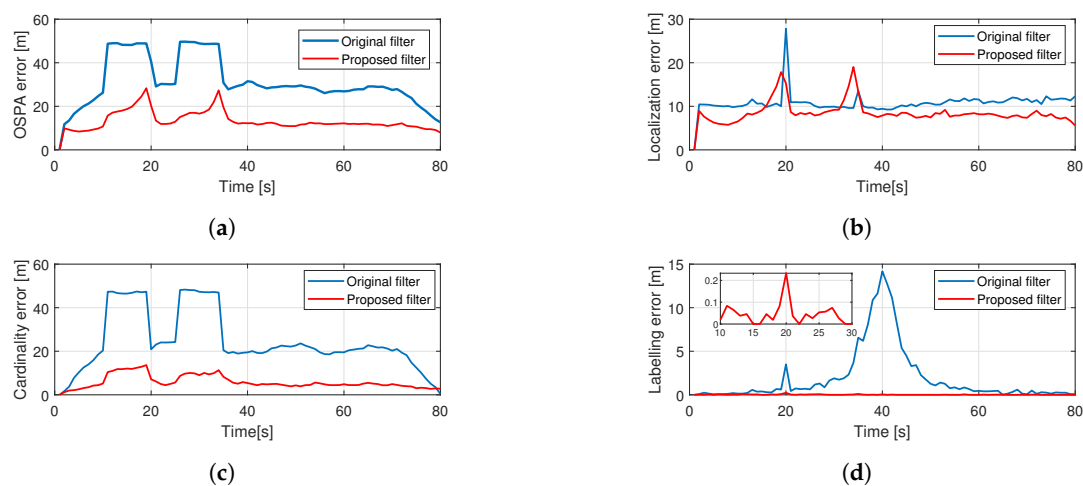 60
40
20
0
OSPA error [m]
Original filter
Proposed filter
0 20 40 60 80
Time [s]
(a)
30
20
10
0
Localization error [m]
Original filter
Proposed filter
0 20 40 60 80
Time[s]
(b)
60
40
20
0
Cardinality error [m]
Original filter
Proposed filter
0 20 40 60 80
Time[s]
(c)
15
10
5
0
Labelling error [m]
0.2
0.1
0
10 15 20 25 30
Original filter
Proposed filter
0 20 40 60 80
Time [s]
(d)